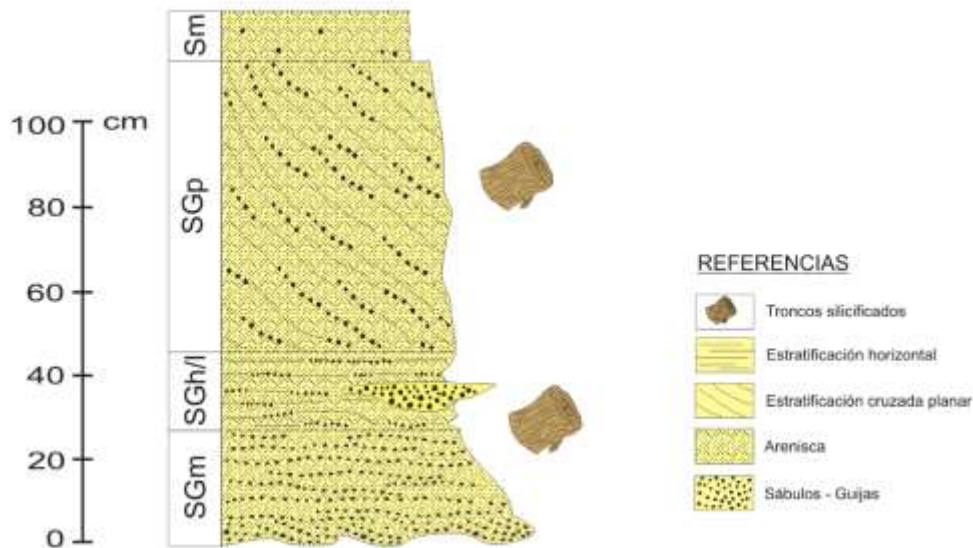 Sm
100 cm
80
SGp
60
40
SGh/l
20
SGm
0
REFERENCIAS
Troncos silicificados
Estratificación horizontal
Estratificación cruzada planar
Arenisca
Sábulos - Guijas